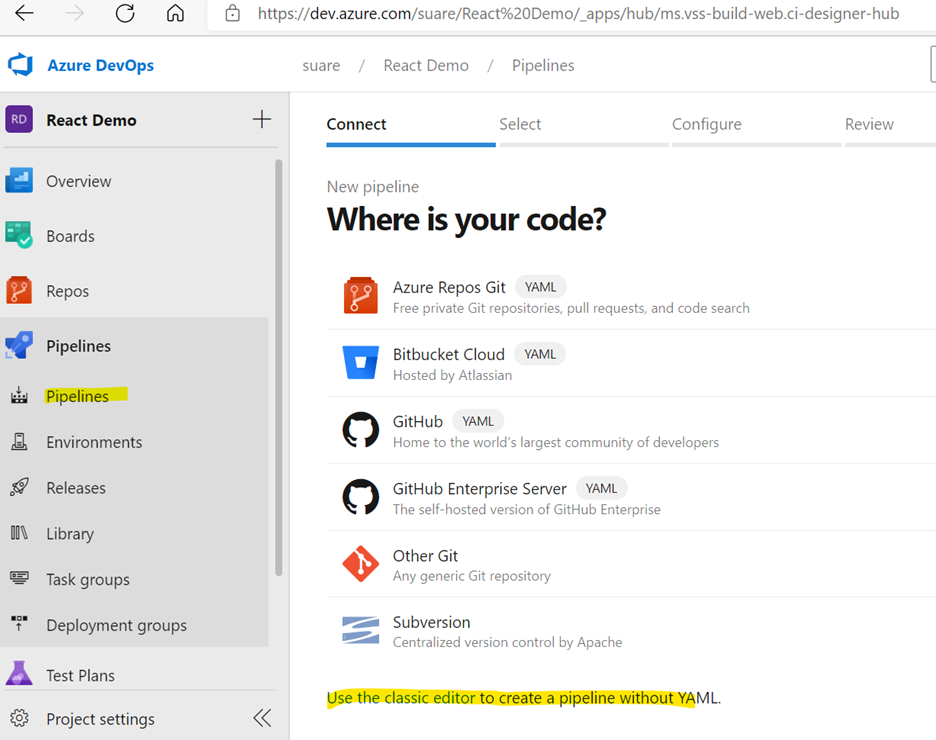 https://dev.azure.com/suare/React%20Demo/_apps/hub/ms.vss-build-web.ci-designer-hub
Azure DevOps
suare / React Demo / Pipelines
RD React Demo
Overview
Boards
Repos
Pipelines
Pipelines
Environments
Releases
Library
Task groups
Deployment groups
Test Plans
Project settings
Connect Select Configure Review
New pipeline
Where is your code?
Azure Repos Git YAML
Free private Git repositories, pull requests, and code search
Bitbucket Cloud YAML
Hosted by Atlassian
GitHub YAML
Home to the world's largest community of developers
GitHub Enterprise Server YAML
The self-hosted version of GitHub Enterprise
Other Git
Any generic Git repository
Subversion
Centralized version control by Apache
Use the classic editor to create a pipeline without YAML.